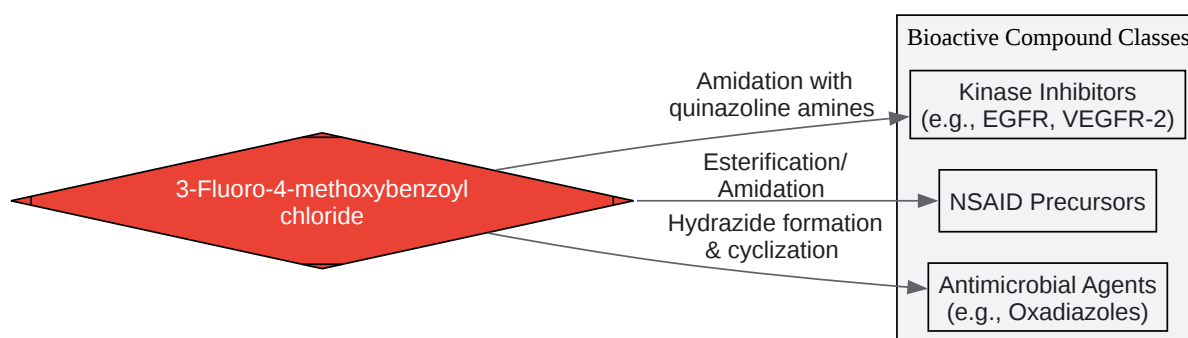 Bioactive Compound Classes
Amidation with
quinazoline amines
Kinase Inhibitors
(e.g., EGFR, VEGFR-2)
3-Fluoro-4-methoxybenzoyl
chloride
Esterification/
Amidation
NSAID Precursors
Hydrazide formation
& cyclization
Antimicrobial Agents
(e.g., Oxadiazoles)